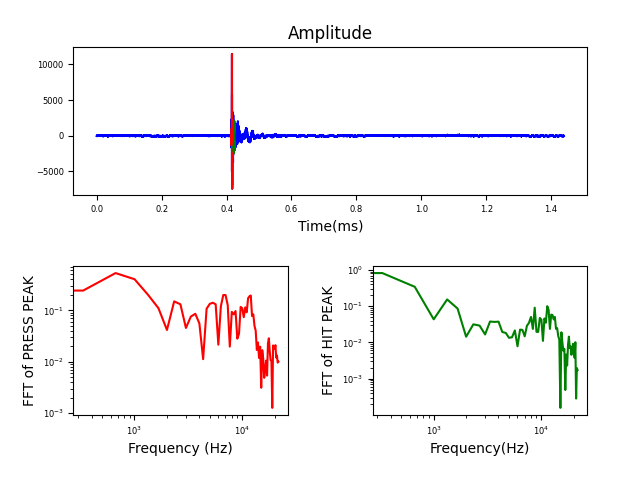 Amplitude
10000
5000
0
−5000
0.0 0.2 0.4 0.6 0.8 1.0 1.2 1.4
Time(ms)
FFT of PRESS PEAK
10⁻¹
10⁻²
10⁻³
10³ 10⁴
Frequency (Hz)
FFT of HIT PEAK
10⁰
10⁻¹
10⁻²
10⁻³
10³ 10⁴
Frequency(Hz)